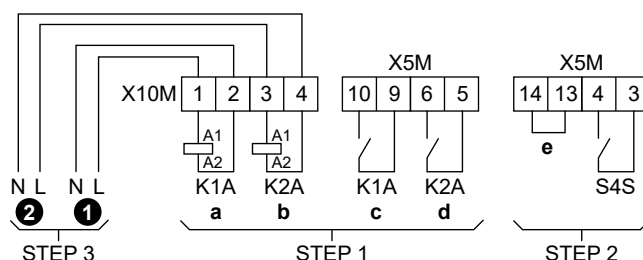 X5M X5M
X10M 1 2 3 4 10 9 6 5 14 13 4 3
A1 A1
A2 A2
e
N L N L K1A K2A K1A K2A S4S
2 1 a b c d
STEP 3 STEP 1 STEP 2